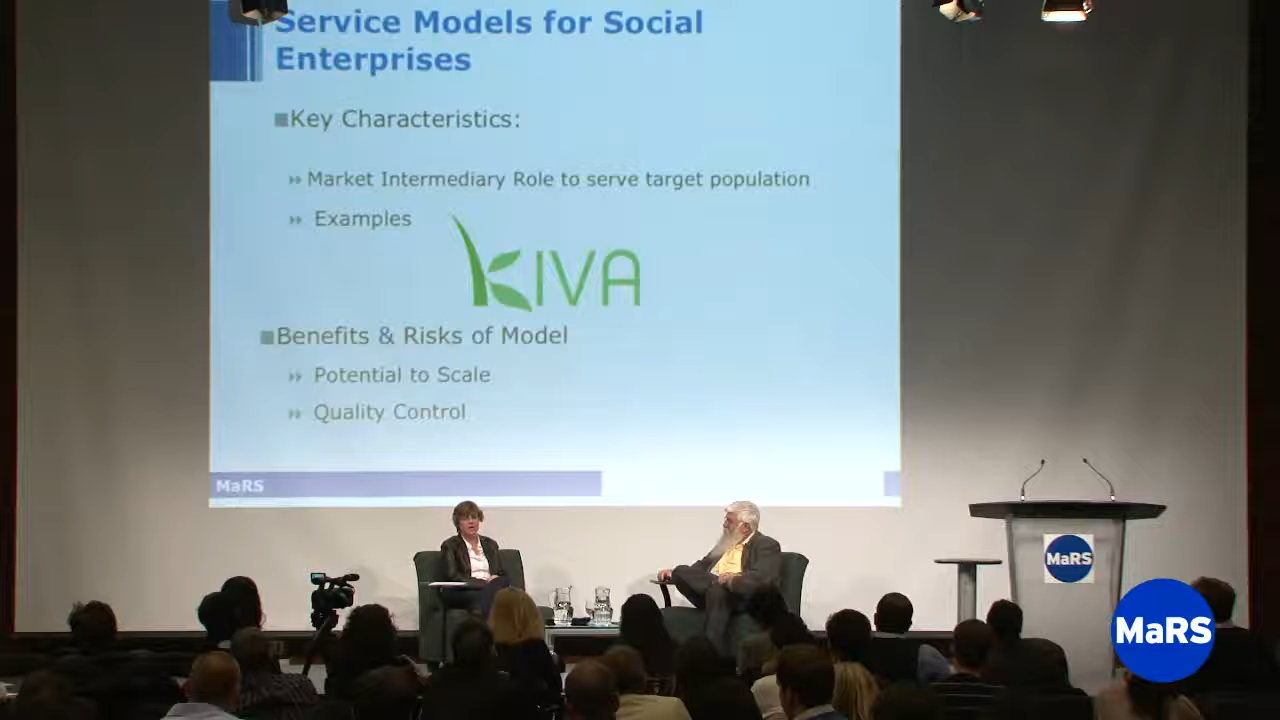 Service Models for Social
Enterprises
Key Characteristics:
Market Intermediary Role to serve target population
Examples
KIVA
Benefits & Risks of Model
Potential to Scale
Quality Control
MaRS
MaRS
MaRS